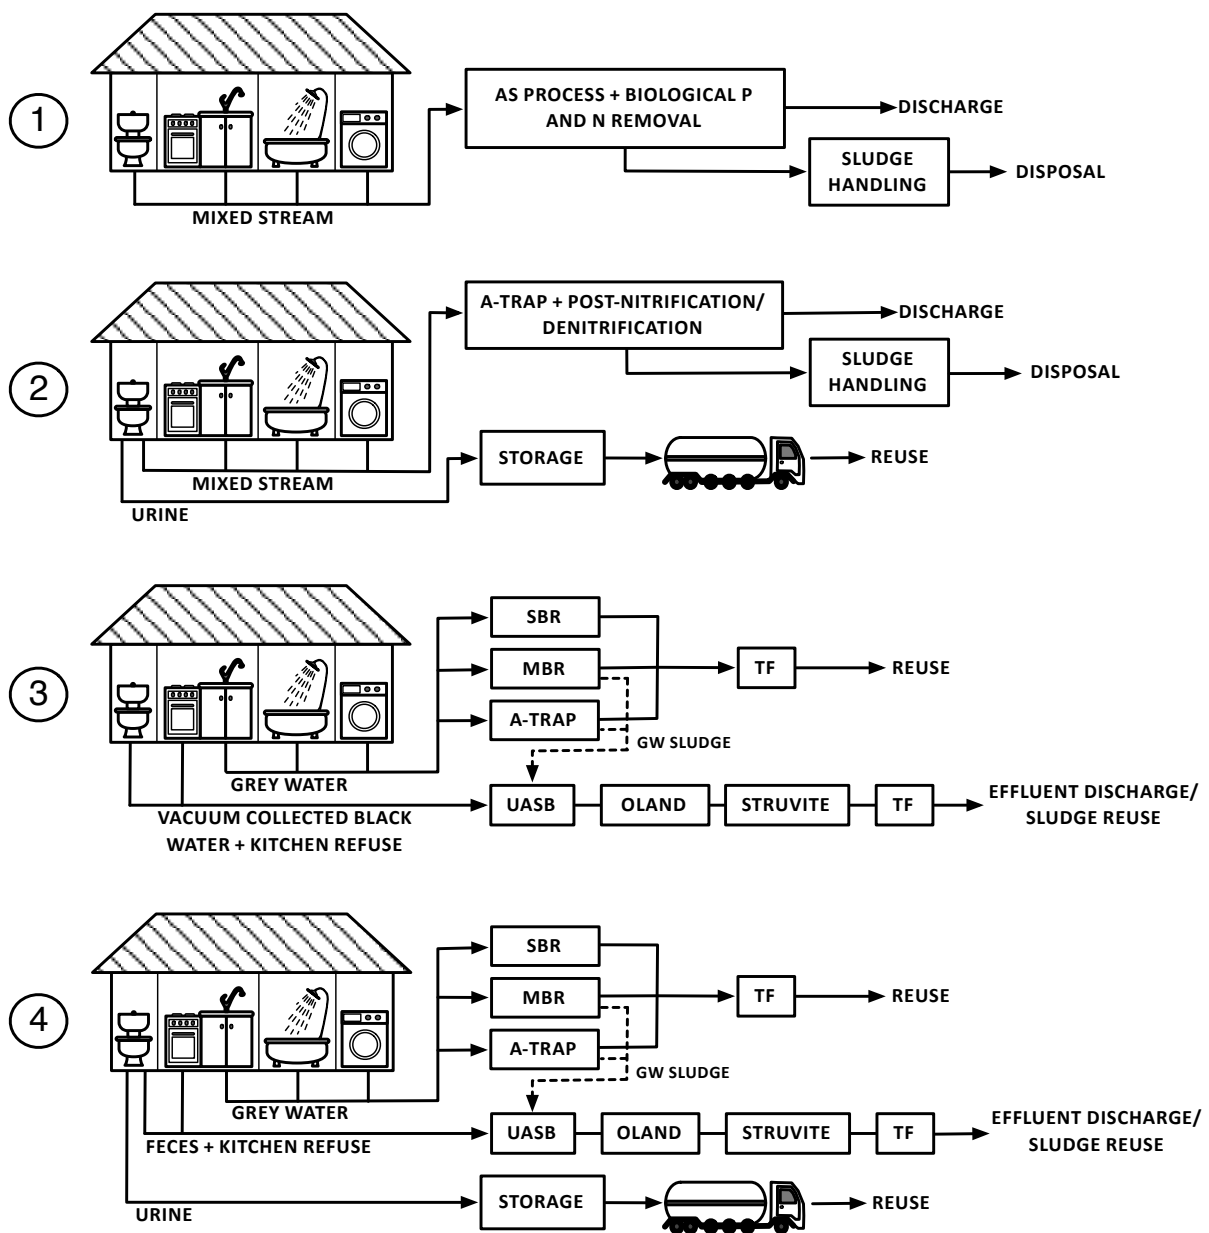 1
AS PROCESS + BIOLOGICAL P
AND N REMOVAL
DISCHARGE
SLUDGE
HANDLING
DISPOSAL
MIXED STREAM
2
A-TRAP + POST-NITRIFICATION/
DENITRIFICATION
DISCHARGE
SLUDGE
HANDLING
DISPOSAL
STORAGE
REUSE
MIXED STREAM
URINE
3
SBR
MBR
TF
REUSE
A-TRAP
GW SLUDGE
GREY WATER
UASB
OLAND
STRUVITE
TF
EFFLUENT DISCHARGE/
SLUDGE REUSE
VACUUM COLLECTED BLACK
WATER + KITCHEN REFUSE
4
SBR
MBR
TF
REUSE
A-TRAP
GW SLUDGE
GREY WATER
UASB
OLAND
STRUVITE
TF
EFFLUENT DISCHARGE/
SLUDGE REUSE
FECES + KITCHEN REFUSE
STORAGE
REUSE
URINE